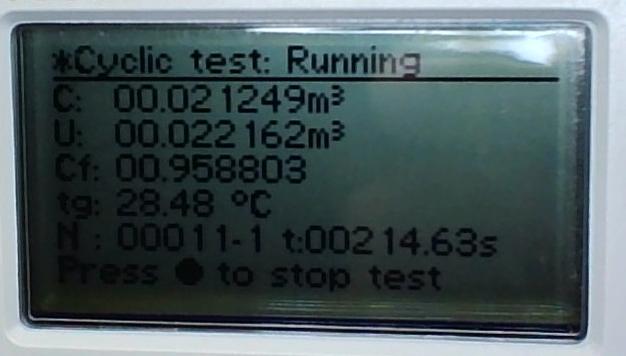 *Cyclic test: Running
C: 00.021249m³
U: 00.022162m³
Cf: 00.958803
tg: 28.48 °C
N : 00011-1 t:00214.63s
Press ● to stop test